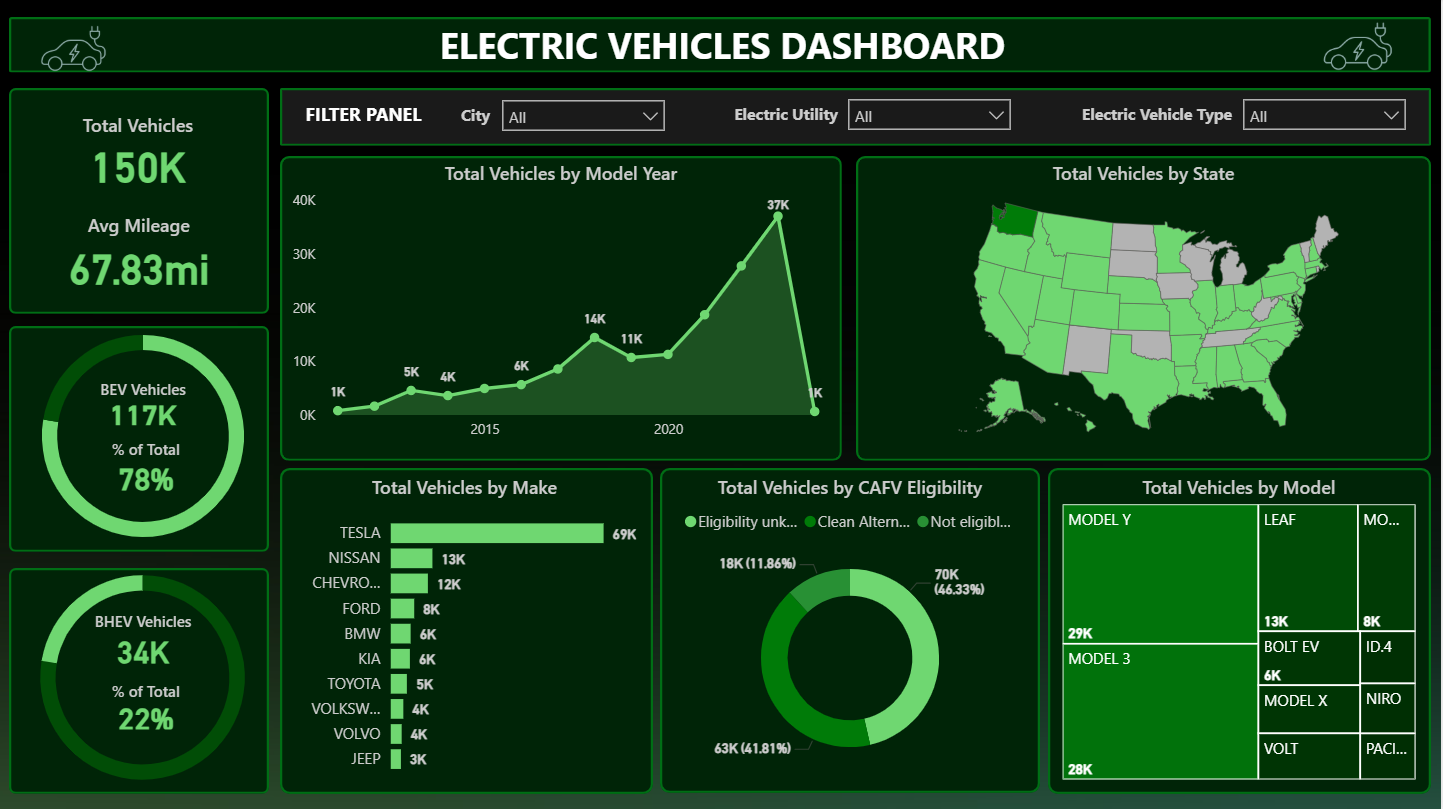 ELECTRIC VEHICLES DASHBOARD
Total Vehicles
150K
Avg Mileage
67.83mi
FILTER PANEL
City
All
Electric Utility
All
Electric Vehicle Type
All
BEV Vehicles
117K
% of Total
78%
BHEV Vehicles
34K
% of Total
22%
Total Vehicles by Model Year
40K
30K
20K
10K
0K
1K
5K
4K
6K
14K
11K
37K
1K
2015
2020
Total Vehicles by State
Total Vehicles by Make
TESLA 69K
NISSAN 13K
CHEVRO... 12K
FORD 8K
BMW 6K
KIA 6K
TOYOTA 5K
VOLKSW... 4K
VOLVO 4K
JEEP 3K
Total Vehicles by CAFV Eligibility
Eligibility unk... Clean Altern... Not eligibl...
18K (11.86%)
70K
(46.33%)
63K (41.81%)
Total Vehicles by Model
MODEL Y
29K
MODEL 3
28K
LEAF
13K
MO...
8K
BOLT EV
6K
ID.4
MODEL X
NIRO
VOLT
PACI...